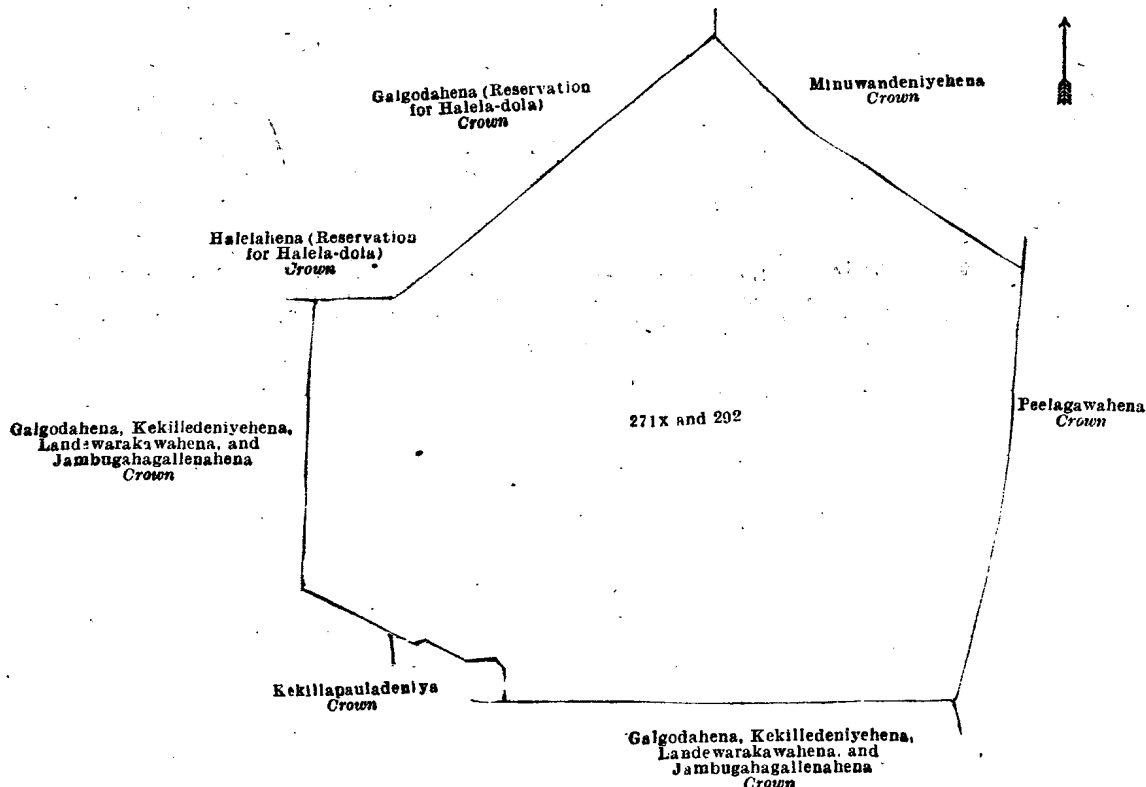 Galgodahena (Reservation
for Halela-dola)
Crown
Minuwandeniyehena
Crown
Halelahena (Reservation
for Halela-dola)
Crown
Galgodahena, Kekilledeniyehena,
Landewarakawahena, and
Jambugahagallenahena
Crown
271X and 292
Peelagawahena
Crown
Kekillapauladeniya
Crown
Galgodahena, Kekilledeniyehena,
Landewarakawahena, and
Jambugahagallenahena
Crown